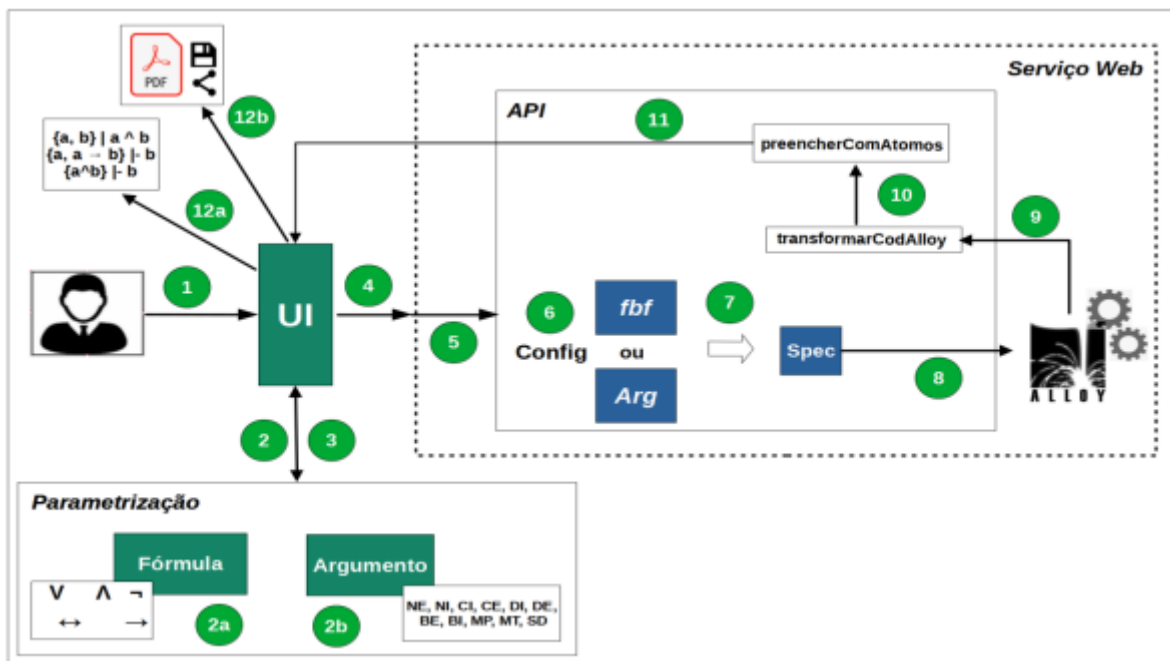 PDF
12b
{a, b} | a ^ b
{a, a → b} |- b
{a^b} |- b
12a
Serviço Web
API
11
preencherComAtomos
10
9
transformarCodAlloy
1
UI
4
5
6
Config
fbf
ou
Arg
7
Spec
8
ALLOY
2
3
Parametrização
Fórmula
V Λ ¬
↔ →
2a
Argumento
NE, NI, CI, CE, DI, DE,
BE, BI, MP, MT, SD
2b